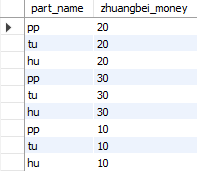 part_name zhuangbei_money
pp 20
tu 20
hu 20
pp 30
tu 30
hu 30
pp 10
tu 10
hu 10